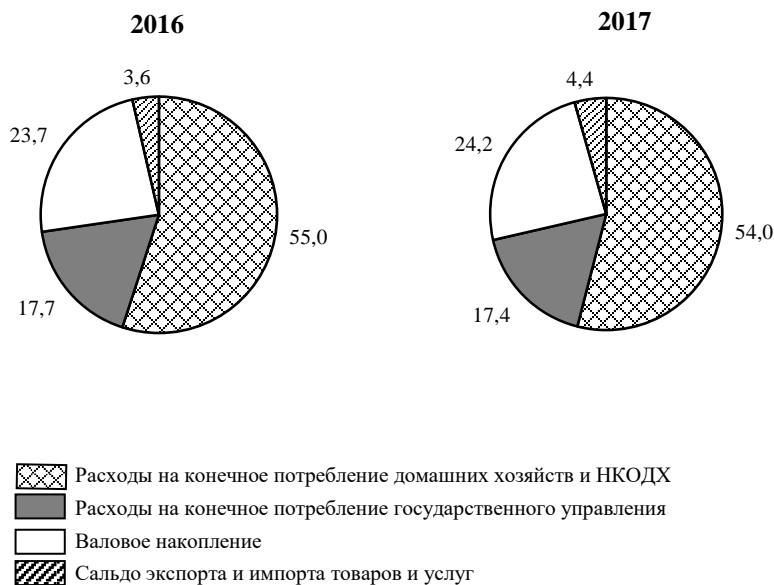 2016
2017
3,6
4,4
23,7
24,2
55,0
54,0
17,7
17,4
Расходы на конечное потребление домашних хозяйств и НКОДХ
Расходы на конечное потребление государственного управления
Валовое накопление
Сальдо экспорта и импорта товаров и услуг